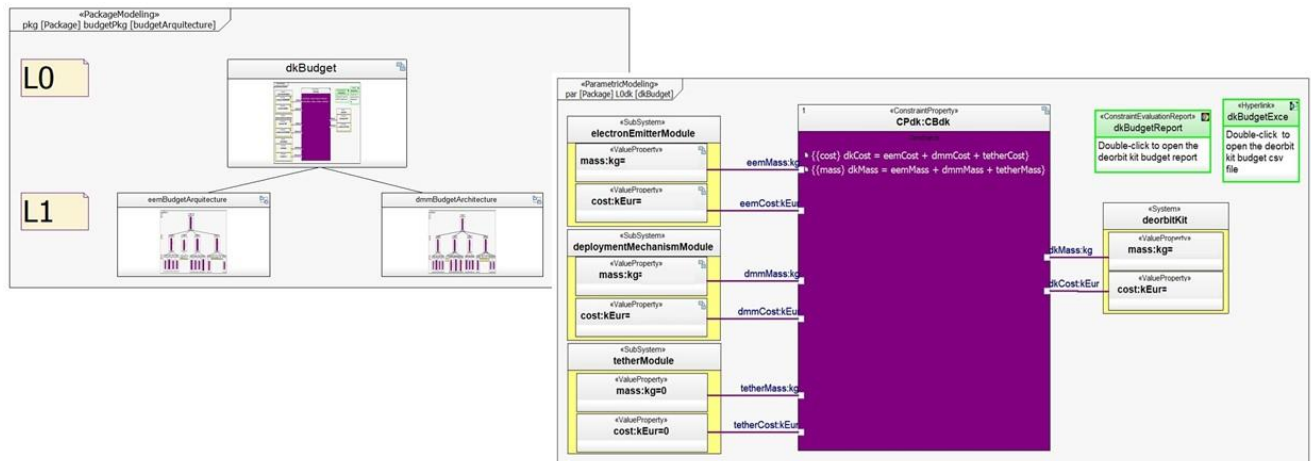 «PackageModeling»
pkg [Package] budgetPkg [budgetArquitecture]
L0
dkBudget
L1
eemBudgetArquitecture
dmmBudgetArchitecture
«ParametricModeling»
par [Package] L0dk [dkBudget]
«SubSystem»
electronEmitterModule
«ValueProperty»
mass:kg=
«ValueProperty»
cost:kEur=
«SubSystem»
deploymentMechanismModule
«ValueProperty»
mass:kg=
«ValueProperty»
cost:kEur=
«SubSystem»
tetherModule
«ValueProperty»
mass:kg=0
«ValueProperty»
cost:kEur=0
eemMass:kg
eemCost:kEur
dmmMass:kg
dmmCost:kEur
tetherMass:kg
tetherCost:kEur
1
«ConstraintProperty»
CPdk:CBdk
{{cost} dkCost = eemCost + dmmCost + tetherCost}
{{mass} dkMass = eemMass + dmmMass + tetherMass}
dkMass:kg
dkCost:kEur
«ConstraintEvaluationReport»
dkBudgetReport
Double-click to open the
deorbit kit budget report
«Hyperlink»
dkBudgetExce
Double-click to
open the deorbit
kit budget csv
file
«System»
deorbitKit
«ValueProperty»
mass:kg=
«ValueProperty»
cost:kEur=